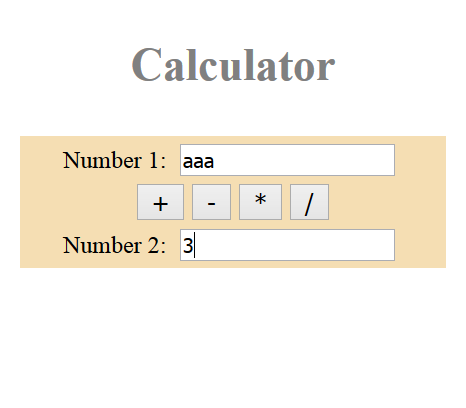 Calculator
Number 1: aaa
+ - * /
Number 2: 3